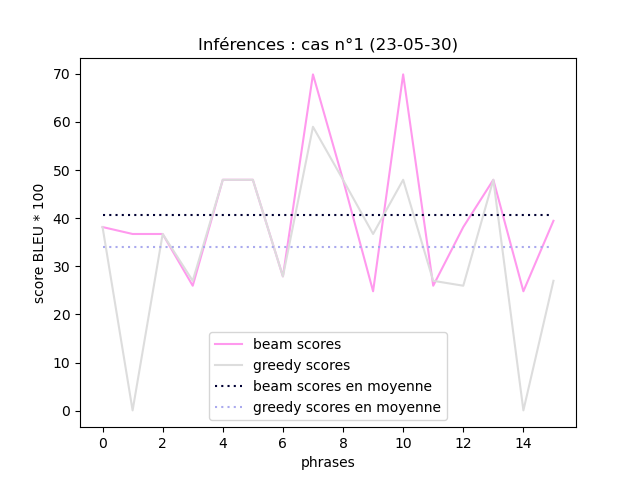 Inférences : cas n°1 (23-05-30)
score BLEU * 100
70
60
50
40
30
20
10
0
beam scores
greedy scores
beam scores en moyenne
greedy scores en moyenne
0 2 4 6 8 10 12 14
phrases